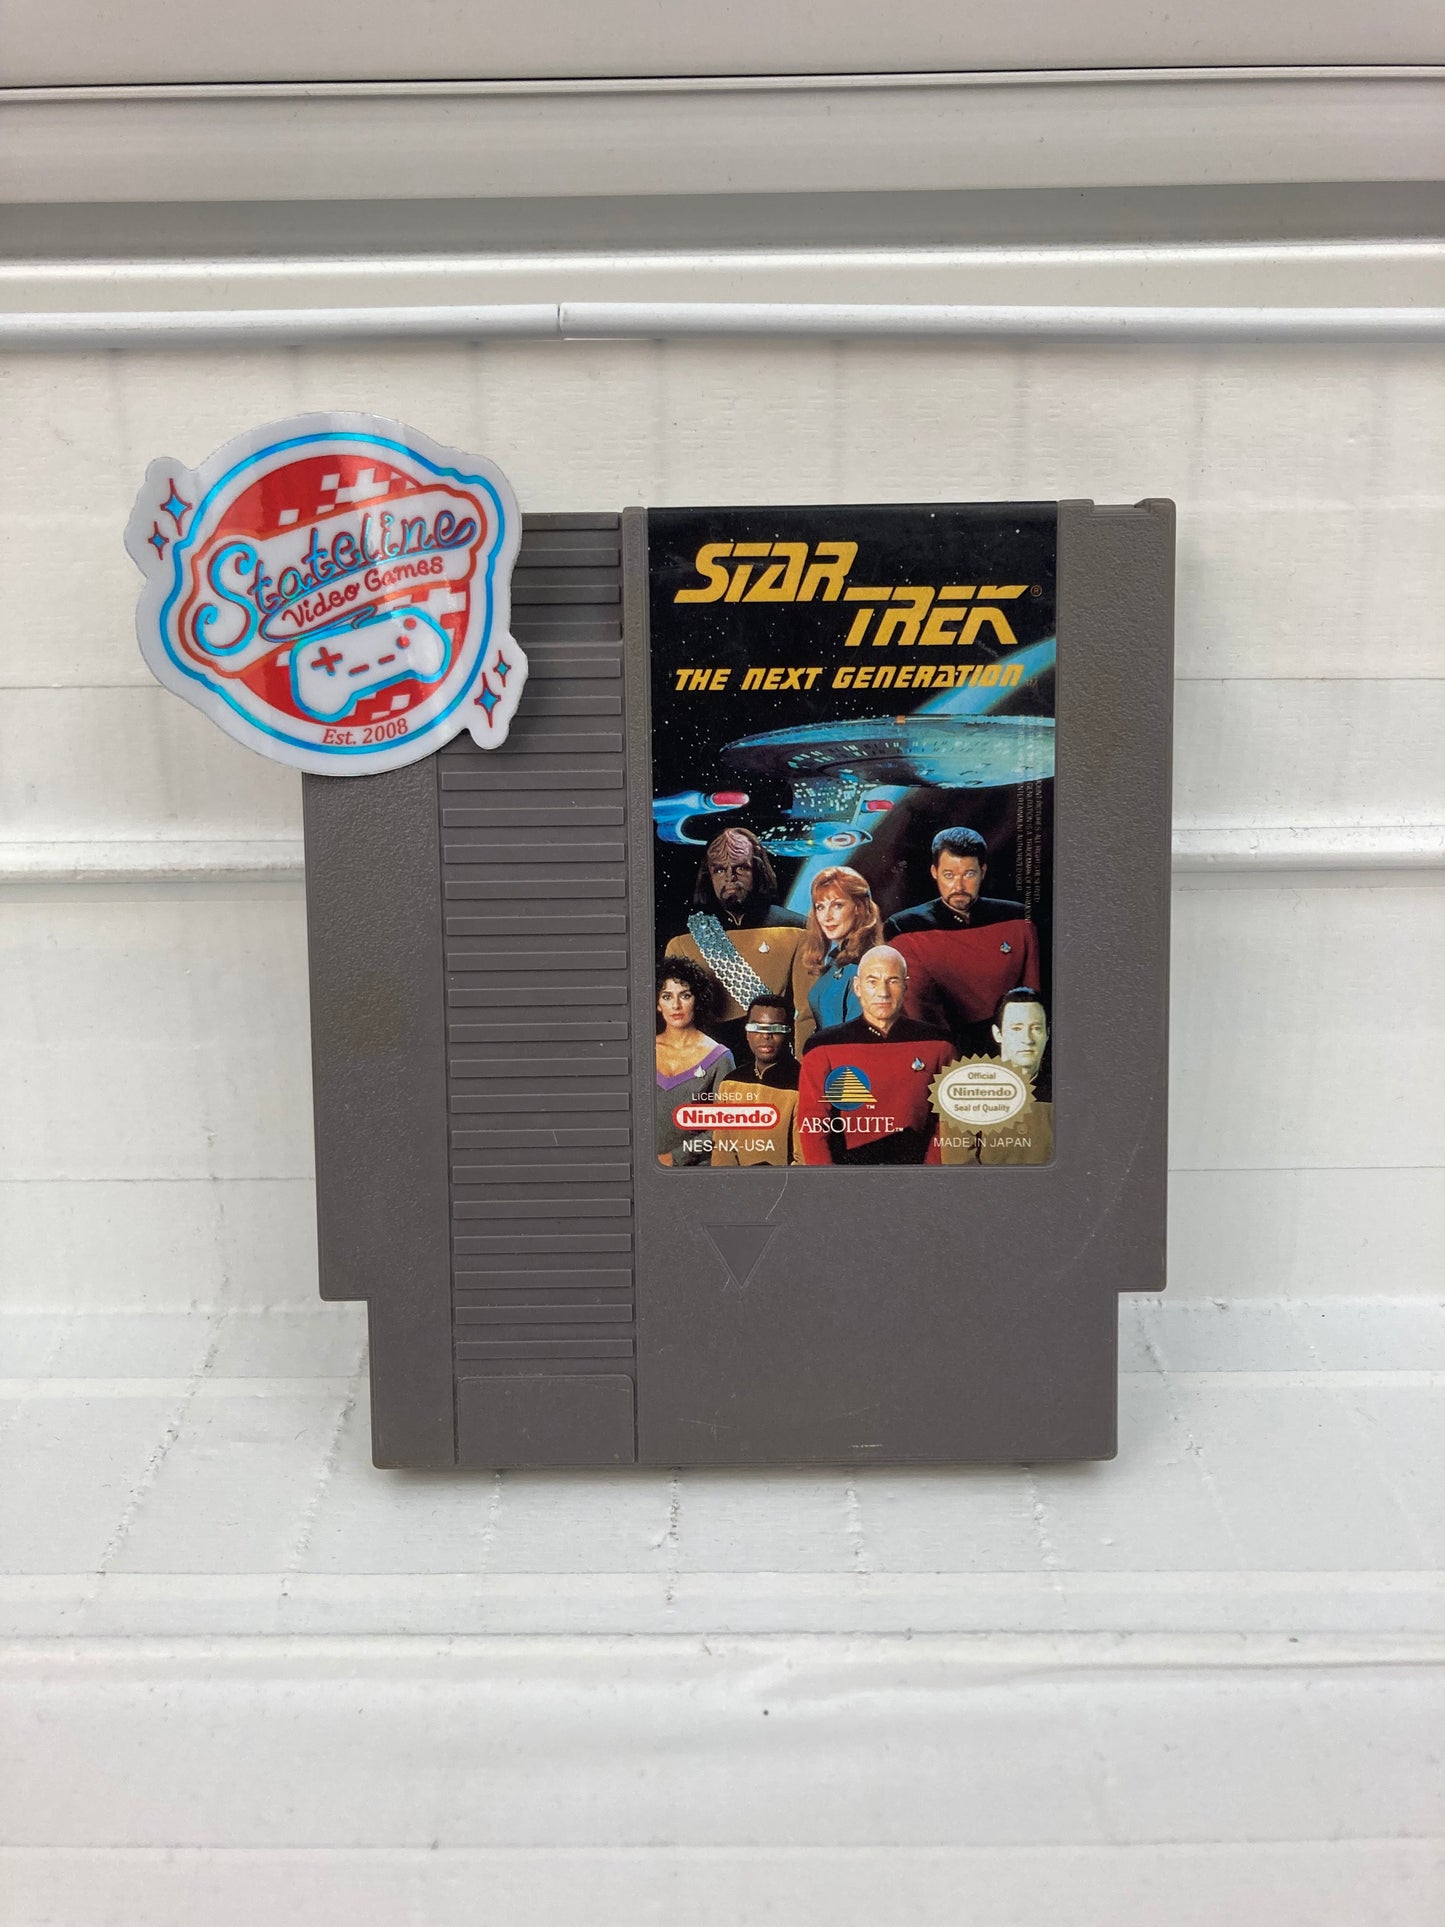 Stateline
Video Games
Est. 2008
STAR
TREK®
THE NEXT GENERATION
LICENSED BY
Nintendo®
NES-NX-USA
ABSOLUTE™
Official
Nintendo
Seal of Quality
MADE IN JAPAN